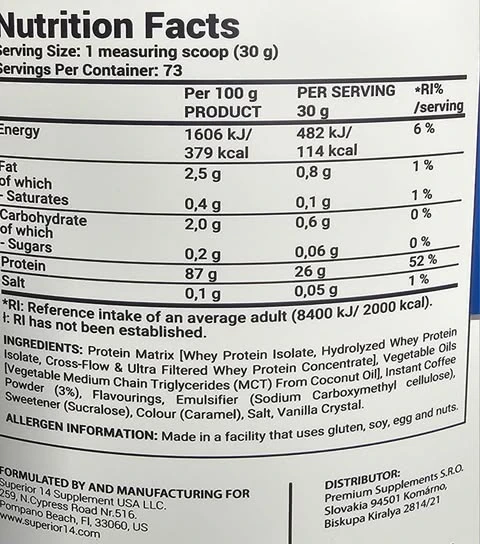 Nutrition Facts
Serving Size: 1 measuring scoop (30 g)
Servings Per Container: 73
Per 100 g PER SERVING *RI%
PRODUCT 30 g /serving
Energy 1606 kJ/ 482 kJ/ 6 %
379 kcal 114 kcal
Fat 2,5 g 0,8 g 1 %
of which
- Saturates 0,4 g 0,1 g 1 %
Carbohydrate 2,0 g 0,6 g 0 %
of which
- Sugars 0,2 g 0,06 g 0 %
Protein 87 g 26 g 52 %
Salt 0,1 g 0,05 g 1 %
*RI: Reference intake of an average adult (8400 kJ/ 2000 kcal).
ł: RI has not been established.
INGREDIENTS: Protein Matrix [Whey Protein Isolate, Hydrolyzed Whey Protein
Isolate, Cross-Flow & Ultra Filtered Whey Protein Concentrate], Vegetable Oils
[Vegetable Medium Chain Triglycerides (MCT) From Coconut Oil], Instant Coffee
Powder (3%), Flavourings, Emulsifier (Sodium Carboxymethyl cellulose),
Sweetener (Sucralose), Colour (Caramel), Salt, Vanilla Crystal.
ALLERGEN INFORMATION: Made in a facility that uses gluten, soy, egg and nuts.
FORMULATED BY AND MANUFACTURING FOR
Superior 14 Supplement USA LLC.
259, N.Cypress Road Nr.516.
Pompano Beach, Fl, 33060, US
www.superior14.com
DISTRIBUTOR:
Premium Supplements S.R.O.
Slovakia 94501 Komárno,
Biskupa Kiralya 2814/21